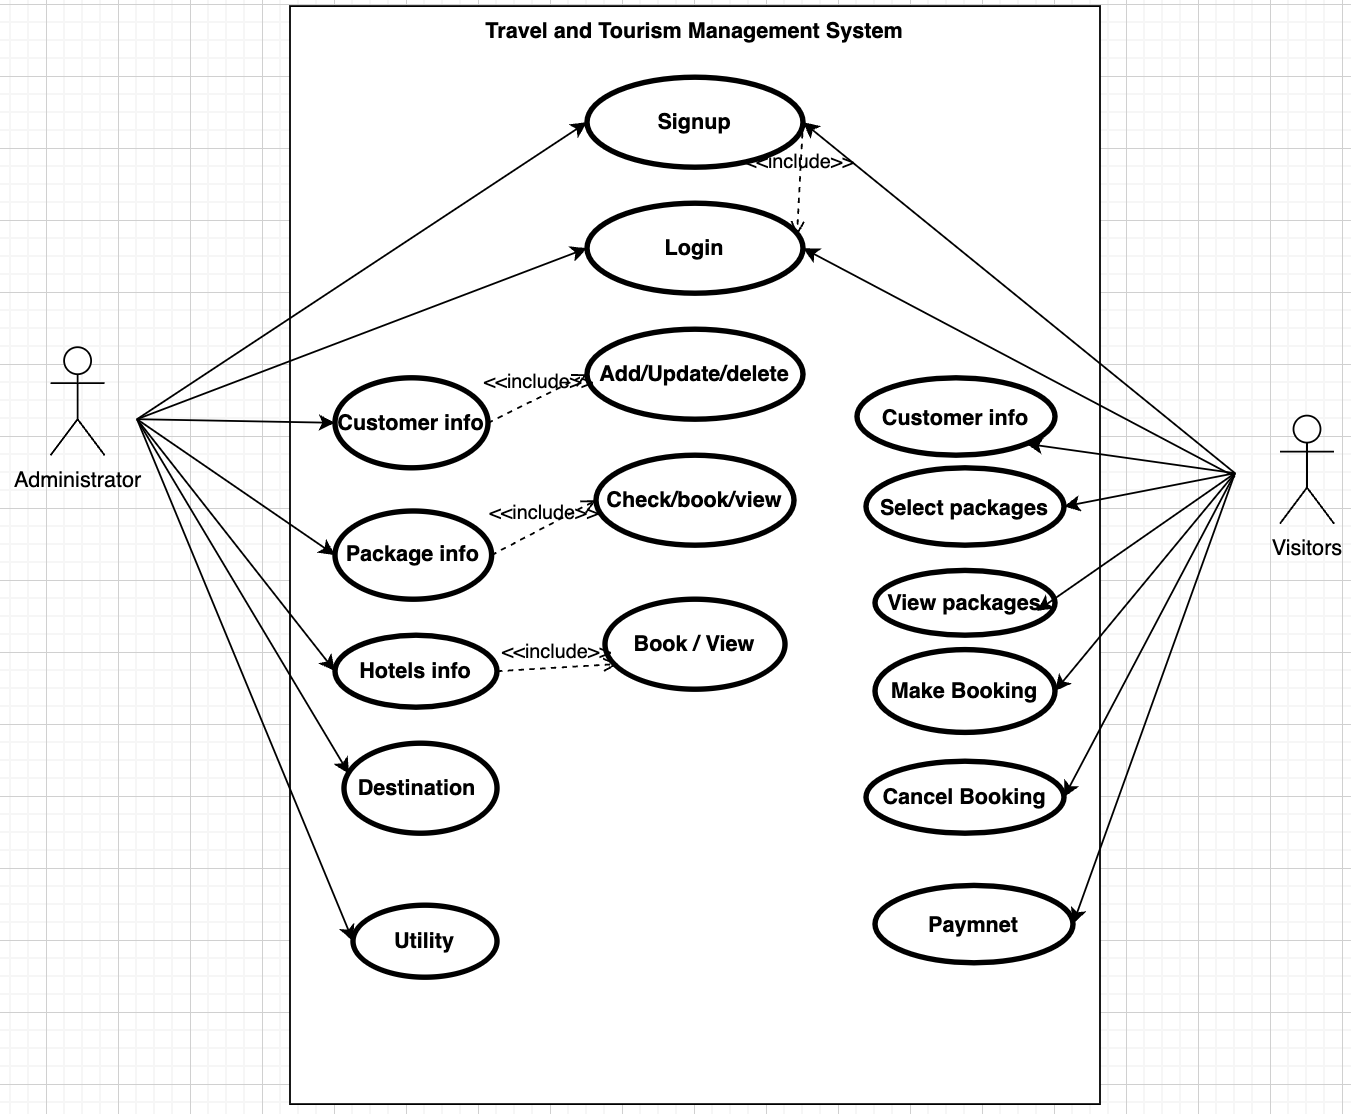 Travel and Tourism Management System
Signup
<<include>>
Login
Administrator
Customer info
<<include>>
Add/Update/delete
Package info
<<include>>
Check/book/view
Hotels info
<<include>>
Book / View
Destination
Utility
Customer info
Select packages
View packages
Make Booking
Cancel Booking
Paymnet
Visitors